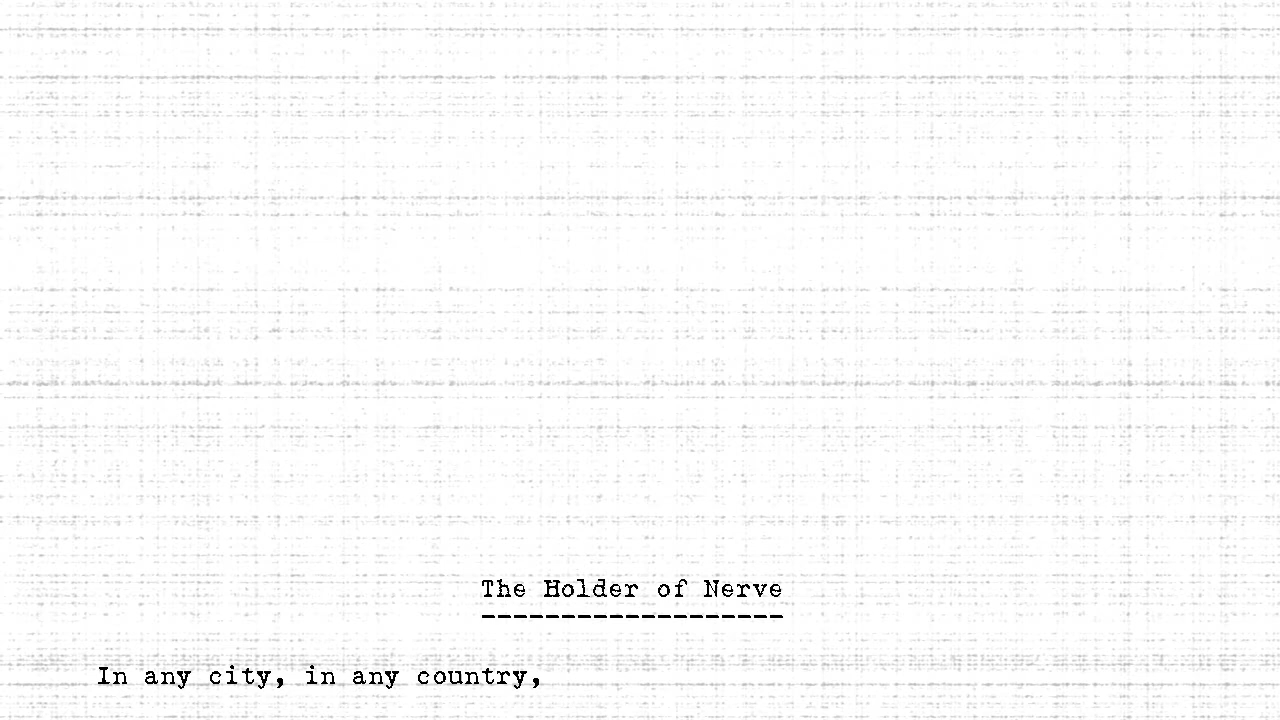 The Holder of Nerve
-------------------
In any city, in any country,